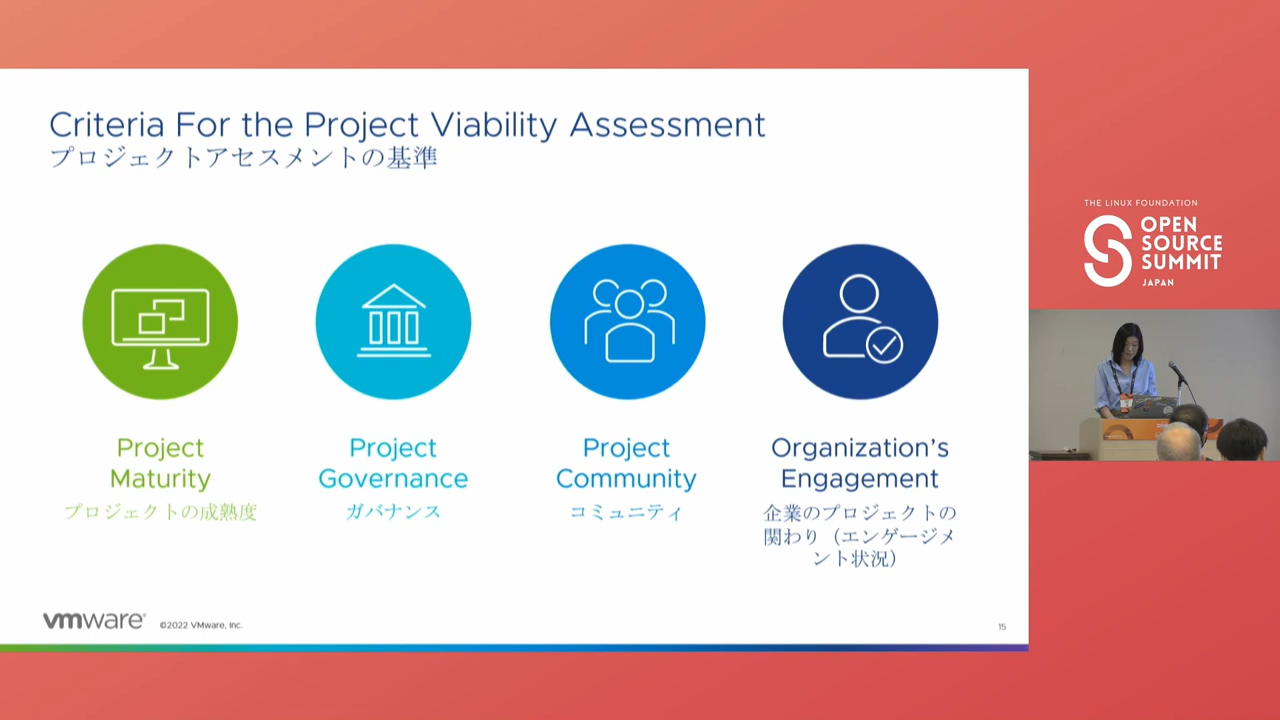 Criteria For the Project Viability Assessment
プロジェクトアセスメントの基準
Project
Maturity
プロジェクトの成熟度
Project
Governance
ガバナンス
Project
Community
コミュニティ
Organization's
Engagement
企業のプロジェクトの
関わり（エンゲージメ
ント状況）
vmware®
©2022 VMware, Inc.
15
THE LINUX FOUNDATION
OPEN
SOURCE
SUMMIT
JAPAN